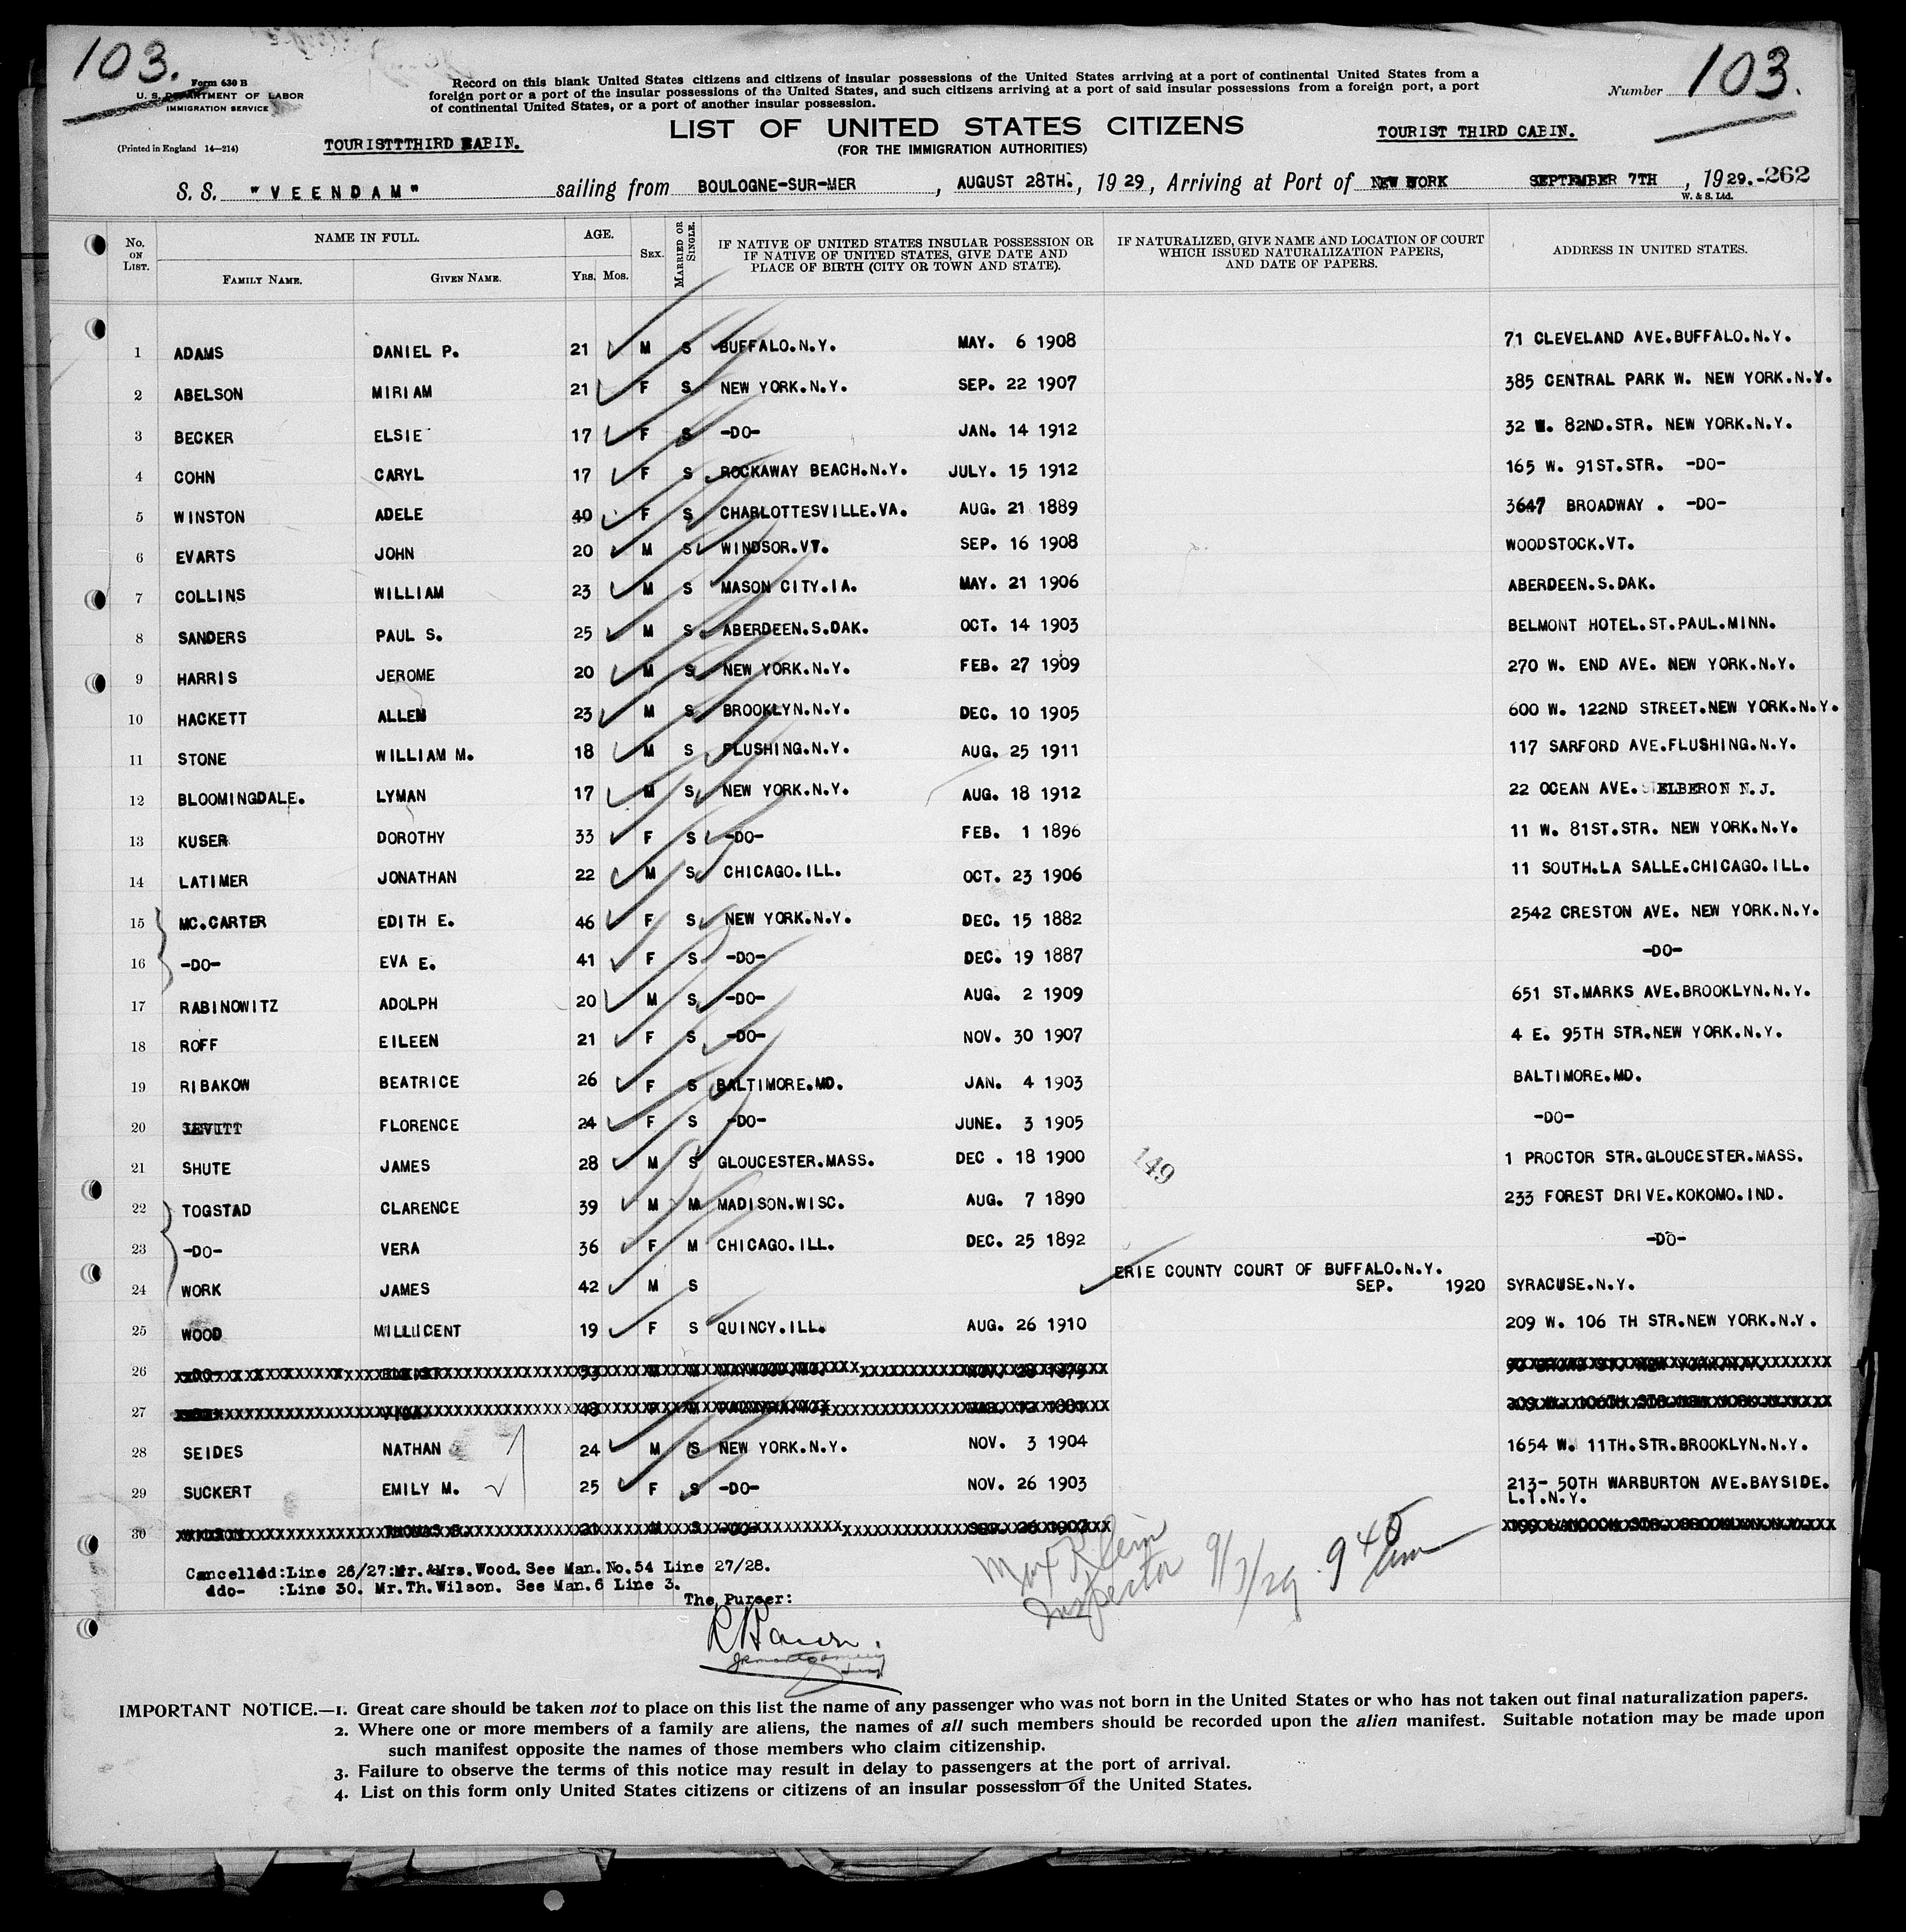 103.
Form 630 B
U. S. DEPARTMENT OF LABOR
IMMIGRATION SERVICE
(Printed in England 14—214)
Record on this blank United States citizens and citizens of insular possessions of the United States arriving at a port of continental United States from a
foreign port or a port of the insular possessions of the United States, and such citizens arriving at a port of said insular possessions from a foreign port, a port
of continental United States, or a port of another insular possession.
Number 103.
LIST OF UNITED STATES CITIZENS
(FOR THE IMMIGRATION AUTHORITIES)
TOURISTTTHIRD CABIN.
TOURIST THIRD CABIN.
S. S. "VEENDAM" sailing from BOULOGNE-SUR-MER, AUGUST 28TH., 1929, Arriving at Port of NEW YORK SEPTEMBER 7TH, 1929.-262
W. & S. Ltd.
No. ON LIST. NAME IN FULL. FAMILY NAME. GIVEN NAME. AGE. Yrs. Mos. SEX. MARRIED OR SINGLE. IF NATIVE OF UNITED STATES INSULAR POSSESSION OR IF NATIVE OF UNITED STATES, GIVE DATE AND PLACE OF BIRTH (CITY OR TOWN AND STATE). IF NATURALIZED, GIVE NAME AND LOCATION OF COURT WHICH ISSUED NATURALIZATION PAPERS, AND DATE OF PAPERS. ADDRESS IN UNITED STATES.
1 ADAMS DANIEL P. 21 M S BUFFALO.N.Y. MAY. 6 1908 71 CLEVELAND AVE.BUFFALO.N.Y.
2 ABELSON MIRIAM 21 F S NEW YORK.N.Y. SEP. 22 1907 385 CENTRAL PARK W. NEW YORK.N.Y.
3 BECKER ELSIE 17 F S -DO- JAN. 14 1912 32 W. 82ND.STR. NEW YORK.N.Y.
4 COHN CARYL 17 F S ROCKAWAY BEACH.N.Y. JULY. 15 1912 165 W. 91ST.STR. -DO-
5 WINSTON ADELE 40 F S CHARLOTTESVILLE.VA. AUG. 21 1889 3647 BROADWAY . -DO-
6 EVARTS JOHN 20 M S WINDSOR.VT. SEP. 16 1908 WOODSTOCK.VT.
7 COLLINS WILLIAM 23 M S MASON CITY.IA. MAY. 21 1906 ABERDEEN.S.DAK.
8 SANDERS PAUL S. 25 M S ABERDEEN.S.DAK. OCT. 14 1903 BELMONT HOTEL.ST.PAUL.MINN.
9 HARRIS JEROME 20 M S NEW YORK.N.Y. FEB. 27 1909 270 W. END AVE. NEW YORK.N.Y.
10 HACKETT ALLEN 23 M S BROOKLYN.N.Y. DEC. 10 1905 600 W. 122ND STREET.NEW YORK.N.Y.
11 STONE WILLIAM M. 18 M S FLUSHING.N.Y. AUG. 25 1911 117 SARFORD AVE.FLUSHING.N.Y.
12 BLOOMINGDALE. LYMAN 17 M S NEW YORK.N.Y. AUG. 18 1912 22 OCEAN AVE. ELBERON N.J.
13 KUSER DOROTHY 33 F S -DO- FEB. 1 1896 11 W. 81ST.STR. NEW YORK.N.Y.
14 LATIMER JONATHAN 22 M S CHICAGO.ILL. OCT. 23 1906 11 SOUTH.LA SALLE.CHICAGO.ILL.
15 MC.CARTER EDITH E. 46 F S NEW YORK.N.Y. DEC. 15 1882 2542 CRESTON AVE. NEW YORK.N.Y.
16 -DO- EVA E. 41 F S -DO- DEC. 19 1887 -DO-
17 RABINOWITZ ADOLPH 20 M S -DO- AUG. 2 1909 651 ST.MARKS AVE.BROOKLYN.N.Y.
18 ROFF EILEEN 21 F S -DO- NOV. 30 1907 4 E. 95TH STR.NEW YORK.N.Y.
19 RIBAKOW BEATRICE 26 F S BALTIMORE.MD. JAN. 4 1903 BALTIMORE.MD.
20 LEVITT FLORENCE 24 F S -DO- JUNE. 3 1905 -DO-
21 SHUTE JAMES 28 M S GLOUCESTER.MASS. DEC . 18 1900 149 1 PROCTOR STR.GLOUCESTER.MASS.
22 TOGSTAD CLARENCE 39 M M MADISON.WISC. AUG. 7 1890 233 FOREST DRIVE.KOKOMO.IND.
23 -DO- VERA 36 F M CHICAGO.ILL. DEC. 25 1892 -DO-
24 WORK JAMES 42 M S ERIE COUNTY COURT OF BUFFALO.N.Y. SEP. 1920 SYRACUSE.N.Y.
25 WOOD MILLICENT 19 F S QUINCY.ILL. AUG. 26 1910 209 W. 106 TH STR.NEW YORK.N.Y.
26
27
28 SEIDES NATHAN 24 M S NEW YORK.N.Y. NOV. 3 1904 1654 W. 11TH.STR.BROOKLYN.N.Y.
29 SUCKERT EMILY M. 25 F S -DO- NOV. 26 1903 213- 50TH WARBURTON AVE.BAYSIDE. L.I.N.Y.
30
Cancelldd:Line 26/27:Mr.&Mrs.Wood.See Man.No.54 Line 27/28.
ddo- :Line 30. Mr.Th.Wilson. See Man.6 Line 3.
The Purser:
Max Klein
Inspector 9/7/29. 9 45 am
IMPORTANT NOTICE.—1. Great care should be taken not to place on this list the name of any passenger who was not born in the United States or who has not taken out final naturalization papers.
2. Where one or more members of a family are aliens, the names of all such members should be recorded upon the alien manifest. Suitable notation may be made upon
such manifest opposite the names of those members who claim citizenship.
3. Failure to observe the terms of this notice may result in delay to passengers at the port of arrival.
4. List on this form only United States citizens or citizens of an insular possession of the United States.